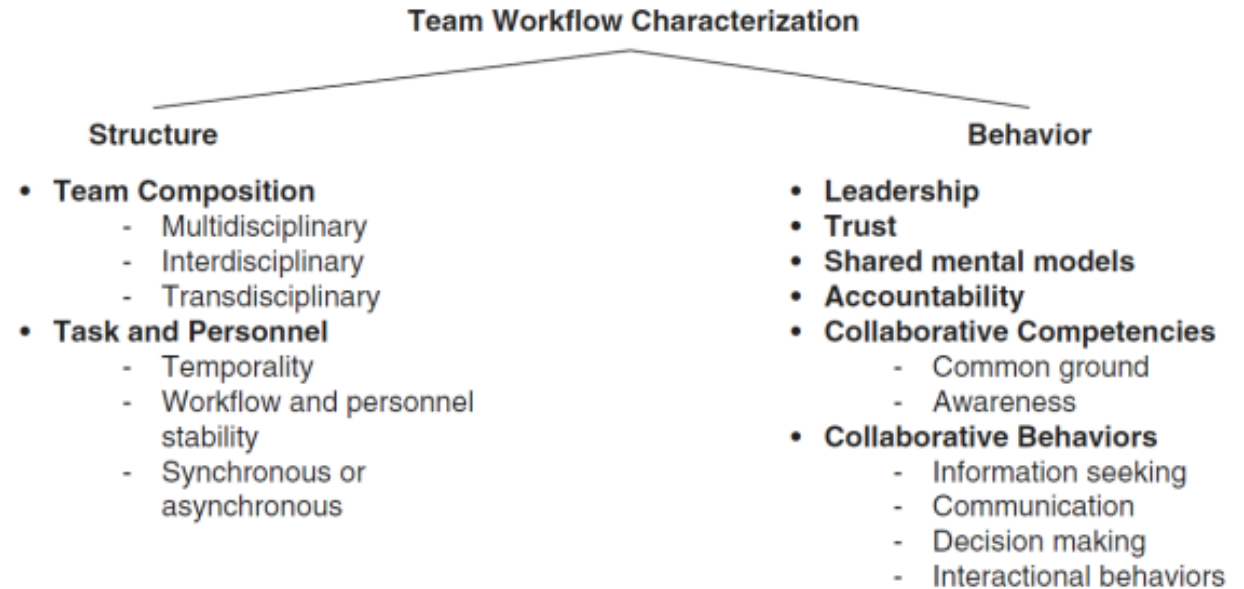 Team Workflow Characterization
Structure
• Team Composition
- Multidisciplinary
- Interdisciplinary
- Transdisciplinary
• Task and Personnel
- Temporality
- Workflow and personnel
stability
- Synchronous or
asynchronous
Behavior
• Leadership
• Trust
• Shared mental models
• Accountability
• Collaborative Competencies
- Common ground
- Awareness
• Collaborative Behaviors
- Information seeking
- Communication
- Decision making
- Interactional behaviors